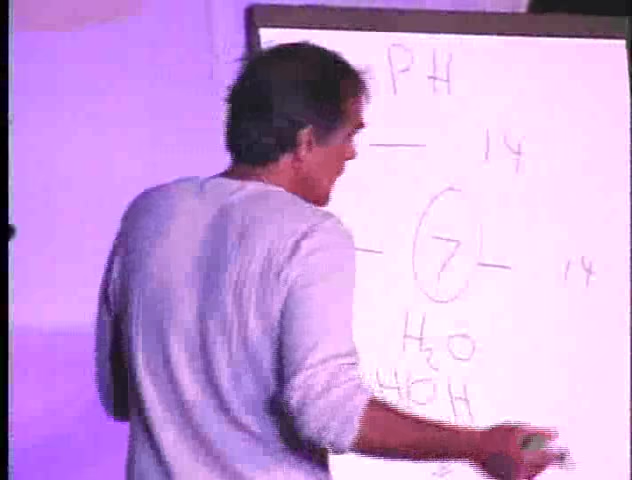 PH
— 14
— 7 — 14
H₂O
HOH